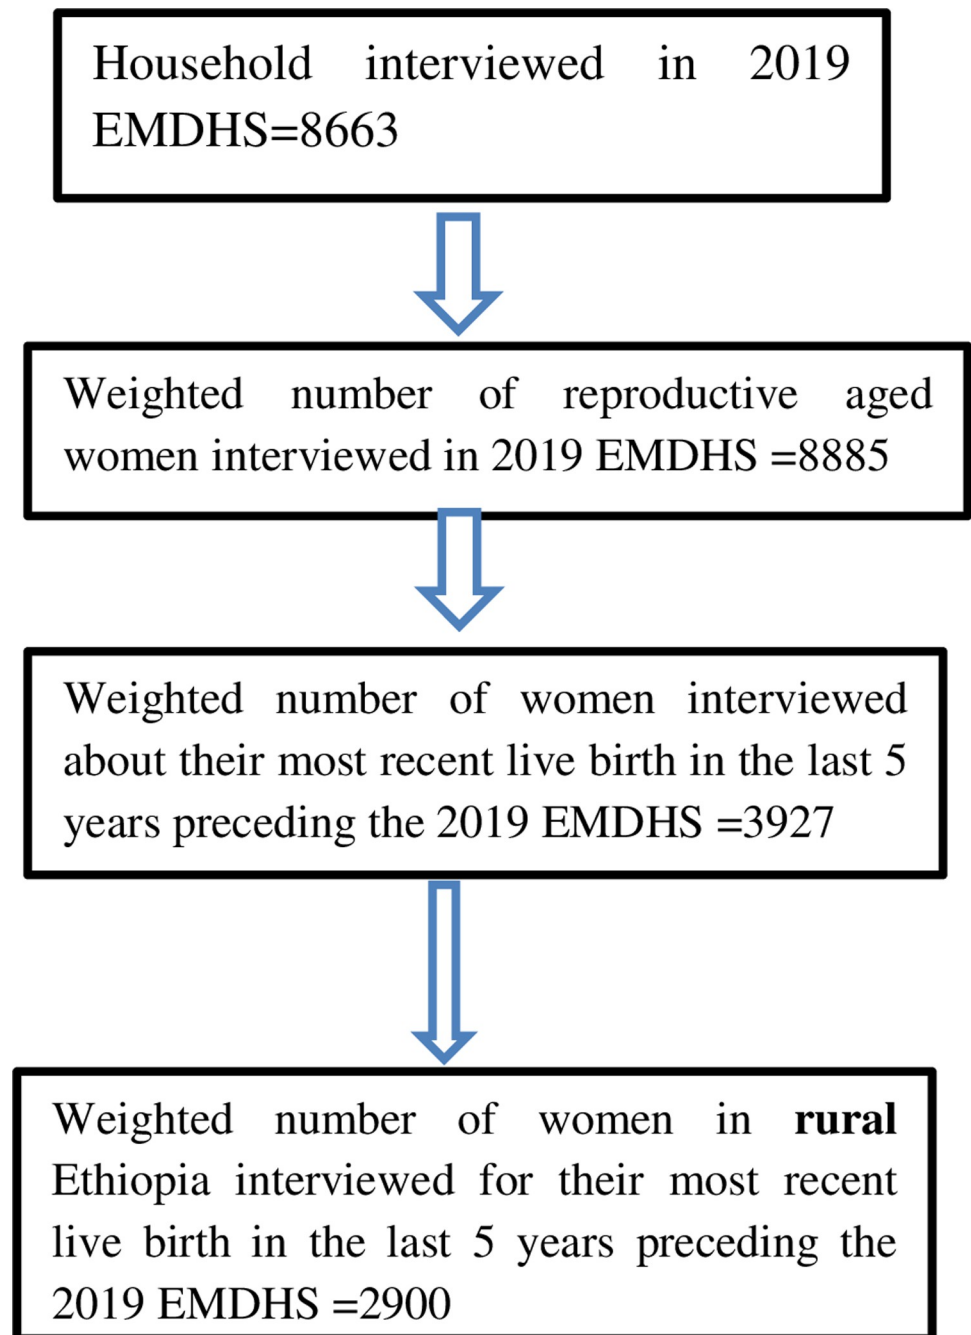 Household interviewed in 2019
EMDHS=8663
Weighted number of reproductive aged
women interviewed in 2019 EMDHS =8885
Weighted number of women interviewed
about their most recent live birth in the last 5
years preceding the 2019 EMDHS =3927
Weighted number of women in rural
Ethiopia interviewed for their most recent
live birth in the last 5 years preceding the
2019 EMDHS =2900